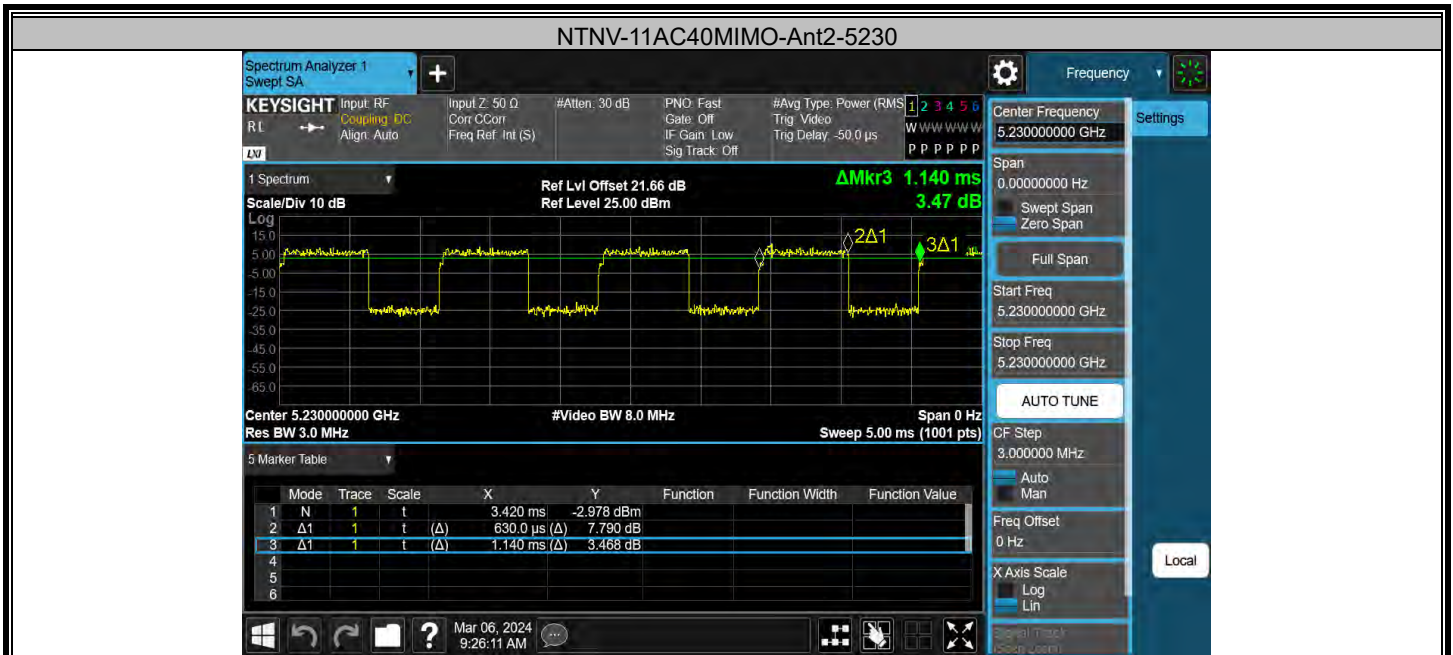 NTNV-11AC40MIMO-Ant2-5230
Spectrum Analyzer 1
Swept SA
Frequency
KEYSIGHT
RL
LXI
Input: RF
Coupling: DC
Align: Auto
Input Z: 50 Ω
Corr CCorr
Freq Ref: Int (S)
#Atten: 30 dB
PNO: Fast
Gate: Off
IF Gain: Low
Sig Track: Off
#Avg Type: Power (RMS
Trig: Video
Trig Delay: -50.0 µs
1 2 3 4 5 6
W W W W W W
P P P P P P
Center Frequency
5.230000000 GHz
Settings
Span
0.00000000 Hz
Swept Span
Zero Span
Full Span
Start Freq
5.230000000 GHz
Stop Freq
5.230000000 GHz
AUTO TUNE
CF Step
3.000000 MHz
Auto
Man
Freq Offset
0 Hz
X Axis Scale
Log
Lin
Signal Track
(Span Zoom)
Local
1 Spectrum
Scale/Div 10 dB
Ref Lvl Offset 21.66 dB
Ref Level 25.00 dBm
ΔMkr3 1.140 ms
3.47 dB
Log
15.0
5.00
-5.00
-15.0
-25.0
-35.0
-45.0
-55.0
-65.0
2Δ1
3Δ1
Center 5.230000000 GHz
#Video BW 8.0 MHz
Span 0 Hz
Res BW 3.0 MHz
Sweep 5.00 ms (1001 pts)
5 Marker Table
Mode Trace Scale X Y Function Function Width Function Value
1 N 1 t 3.420 ms -2.978 dBm
2 Δ1 1 t (Δ) 630.0 µs (Δ) 7.790 dB
3 Δ1 1 t (Δ) 1.140 ms (Δ) 3.468 dB
4
5
6
?
Mar 06, 2024
9:26:11 AM